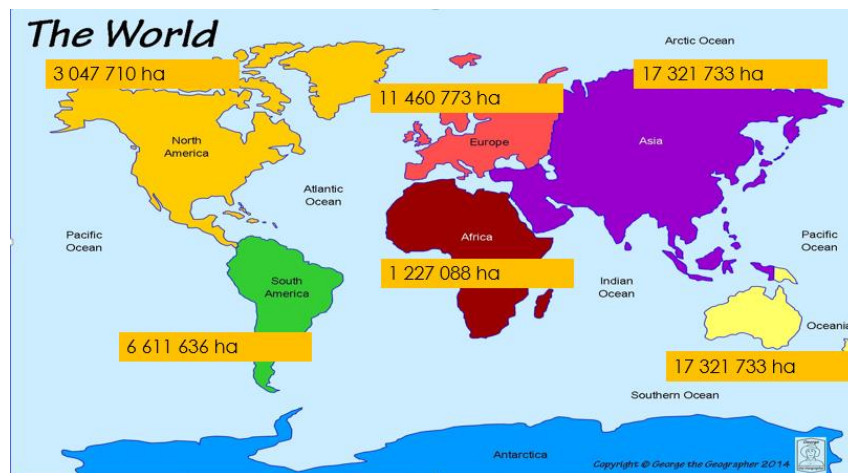 The World
Arctic Ocean
3 047 710 ha
17 321 733 ha
11 460 773 ha
North
America
Europe
Asia
Atlantic
Ocean
Pacific
Ocean
Africa
Pacific
Ocean
1 227 088 ha
South
America
Indian
Ocean
Oceania
6 611 636 ha
17 321 733 ha
Southern Ocean
Antarctica
Copyright © George the Geographer 2014
George